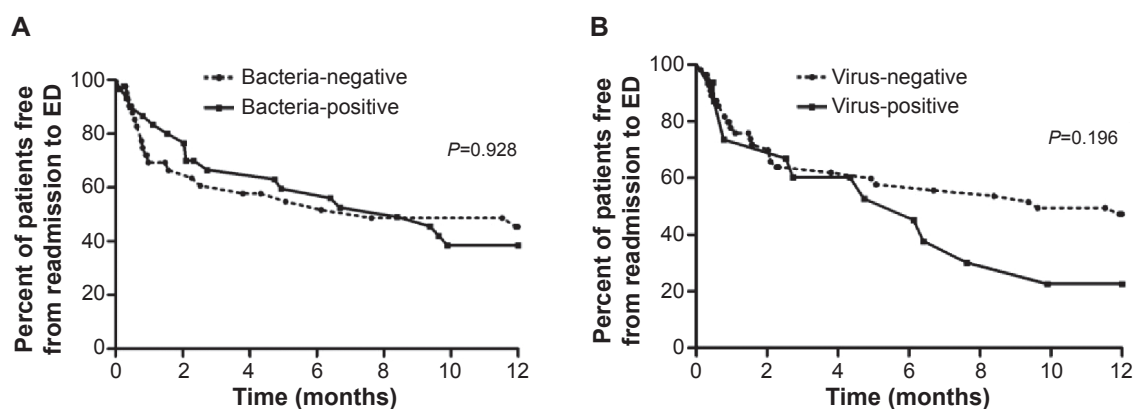 A
Percent of patients free
from readmission to ED
100
80
60
40
20
0
Bacteria-negative
Bacteria-positive
P=0.928
0 2 4 6 8 10 12
Time (months)
B
Percent of patients free
from readmission to ED
100
80
60
40
20
0
Virus-negative
Virus-positive
P=0.196
0 2 4 6 8 10 12
Time (months)